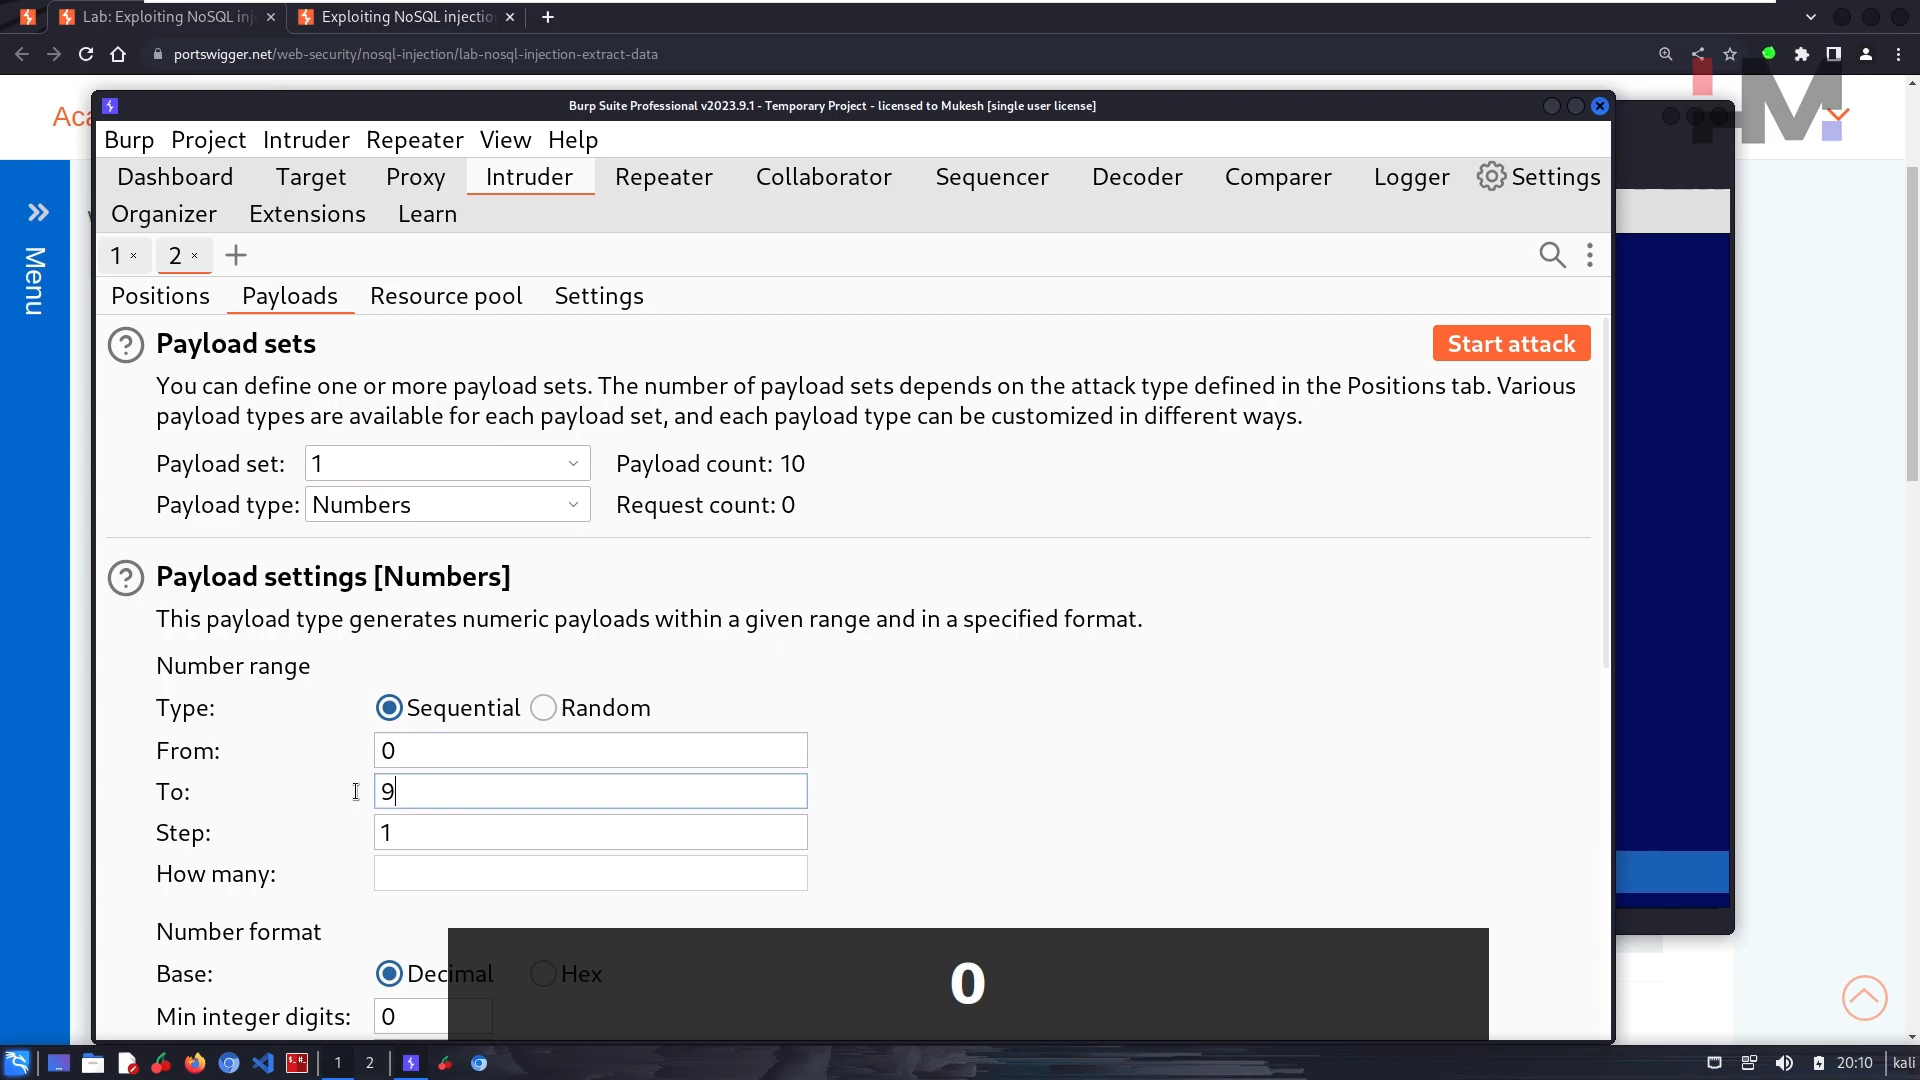 Lab: Exploiting NoSQL inj
Exploiting NoSQL injectio
portswigger.net/web-security/nosql-injection/lab-nosql-injection-extract-data
HM
Aca
Menu
Burp Suite Professional v2023.9.1 - Temporary Project - licensed to Mukesh [single user license]
Burp Project Intruder Repeater View Help
Dashboard Target Proxy Intruder Repeater Collaborator Sequencer Decoder Comparer Logger Settings
Organizer Extensions Learn
1 × 2 × +
Positions Payloads Resource pool Settings
Payload sets
Start attack
You can define one or more payload sets. The number of payload sets depends on the attack type defined in the Positions tab. Various
payload types are available for each payload set, and each payload type can be customized in different ways.
Payload set: 1 Payload count: 10
Payload type: Numbers Request count: 0
Payload settings [Numbers]
This payload type generates numeric payloads within a given range and in a specified format.
Number range
Type: Sequential Random
From: 0
To: 9
Step: 1
How many:
Number format
Base: Decimal Hex
Min integer digits: 0
0
1 2 20:10 kali